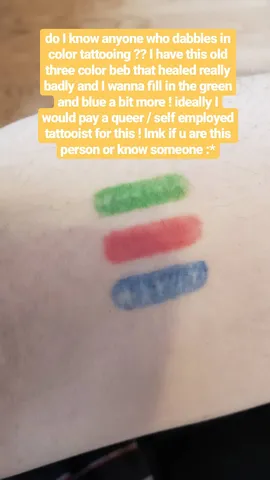 do I know anyone who dabbles in
color tattooing ?? I have this old
three color beb that healed really
badly and I wanna fill in the green
and blue a bit more ! ideally I
would pay a queer / self employed
tattooist for this ! lmk if u are this
person or know someone :*